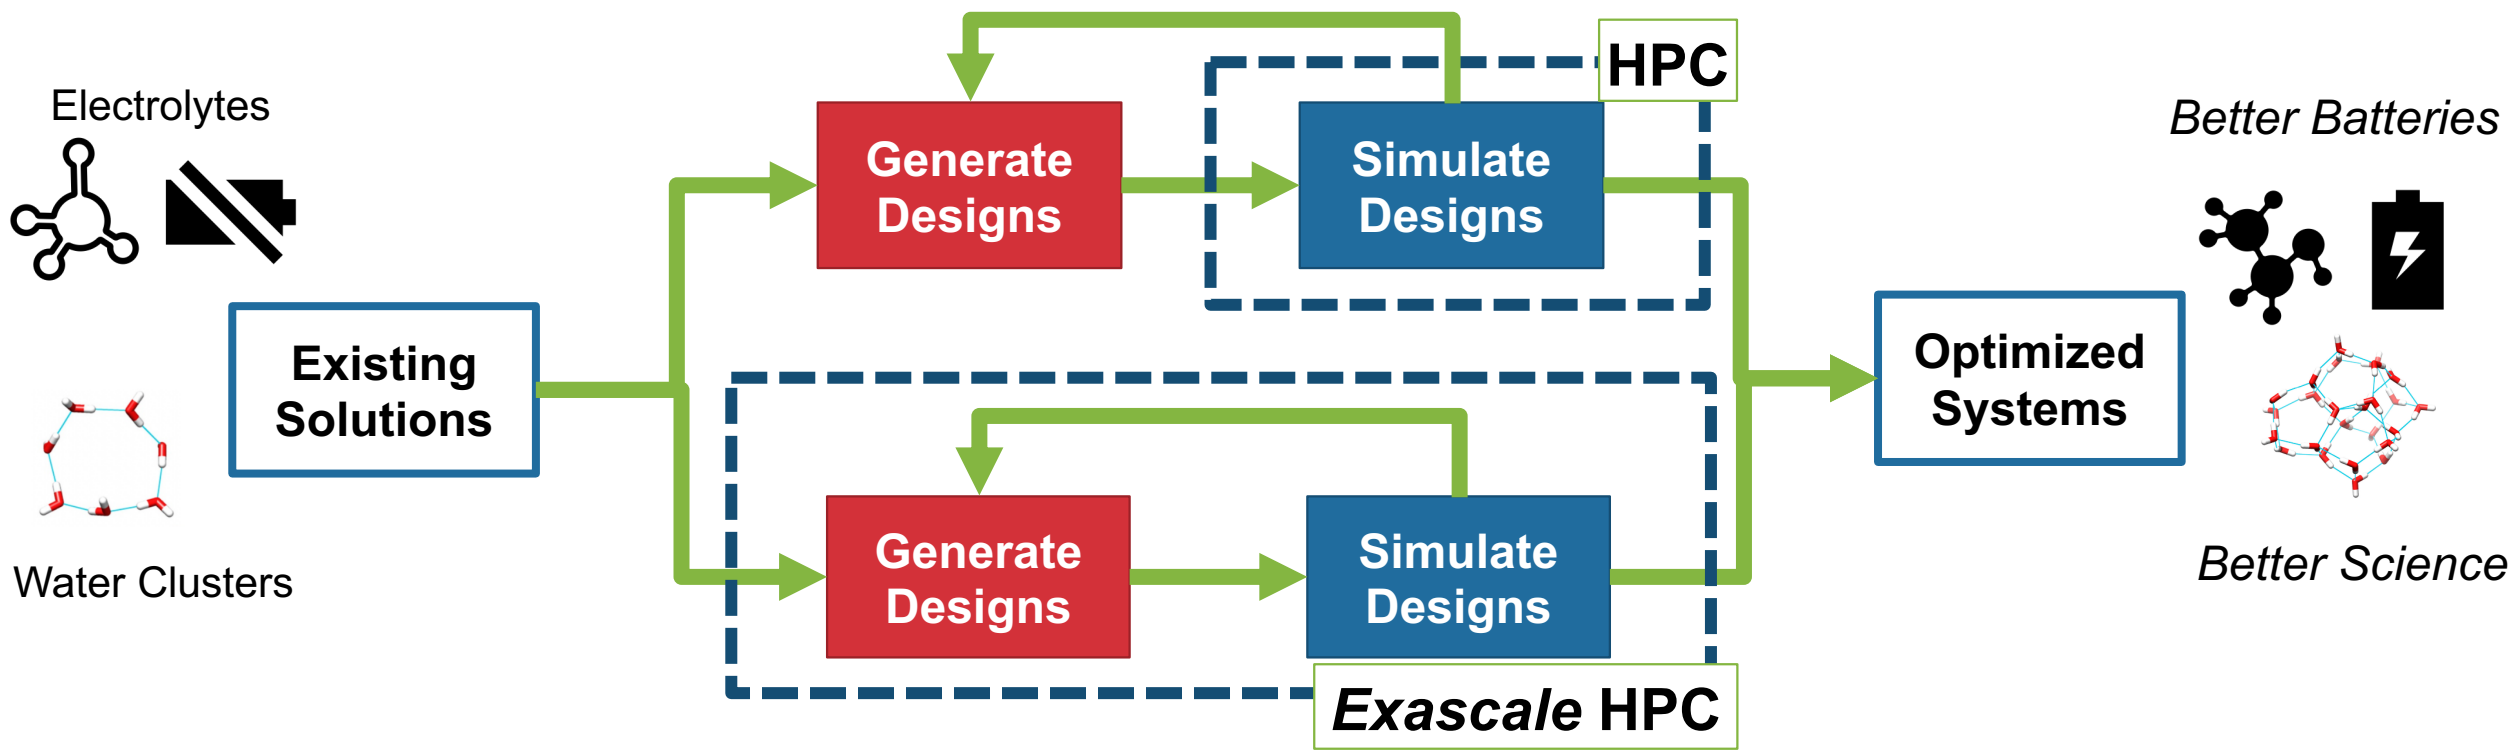 Electrolytes
Existing
Solutions
Water Clusters
HPC
Generate
Designs
Simulate
Designs
Generate
Designs
Simulate
Designs
Exascale HPC
Better Batteries
Optimized
Systems
Better Science